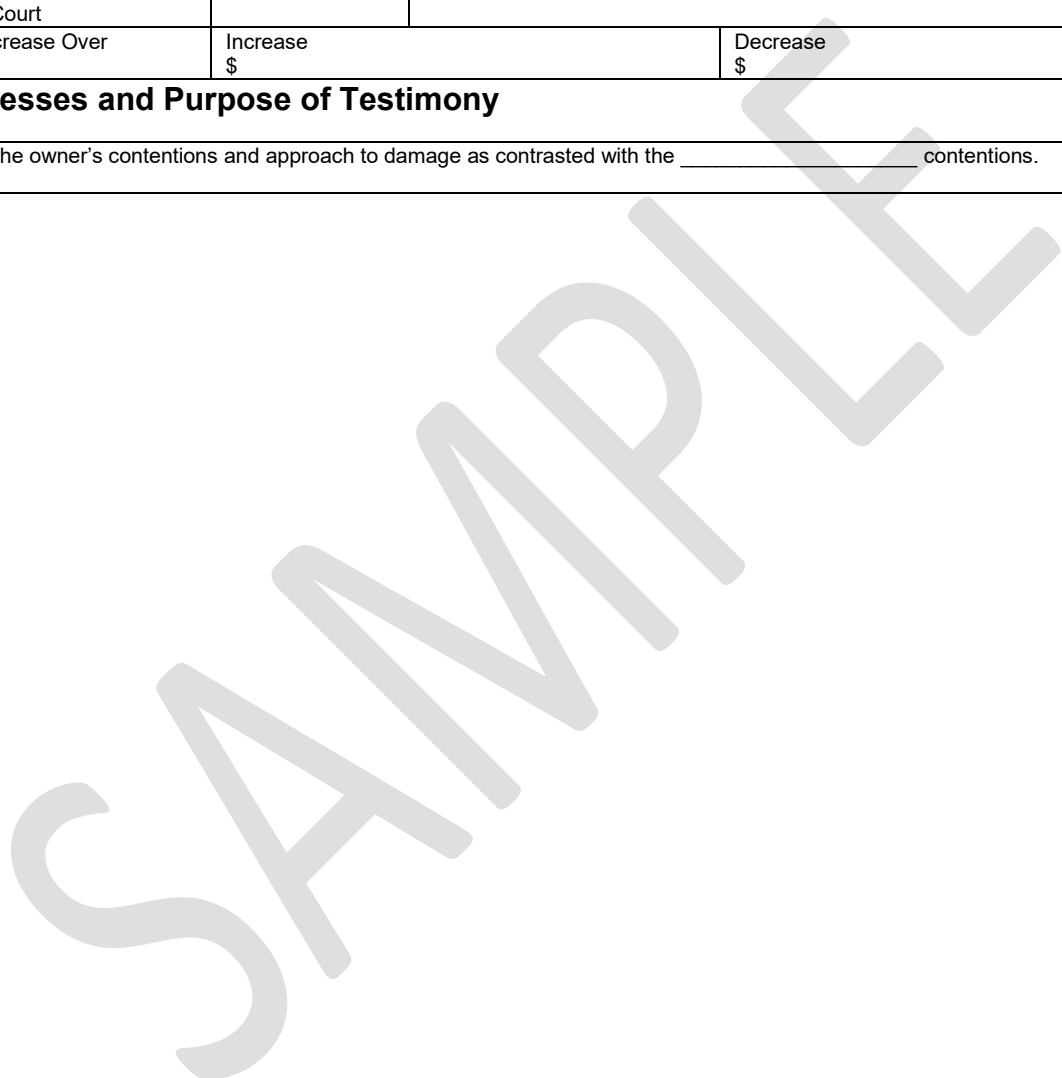 Court
crease Over
Increase
$
Decrease
$
esses and Purpose of Testimony
he owner’s contentions and approach to damage as contrasted with the ____________________ contentions.
SAMPLE